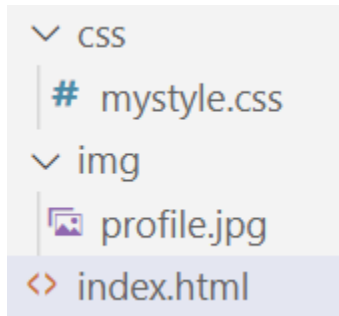 css
# mystyle.css
img
profile.jpg
<> index.html